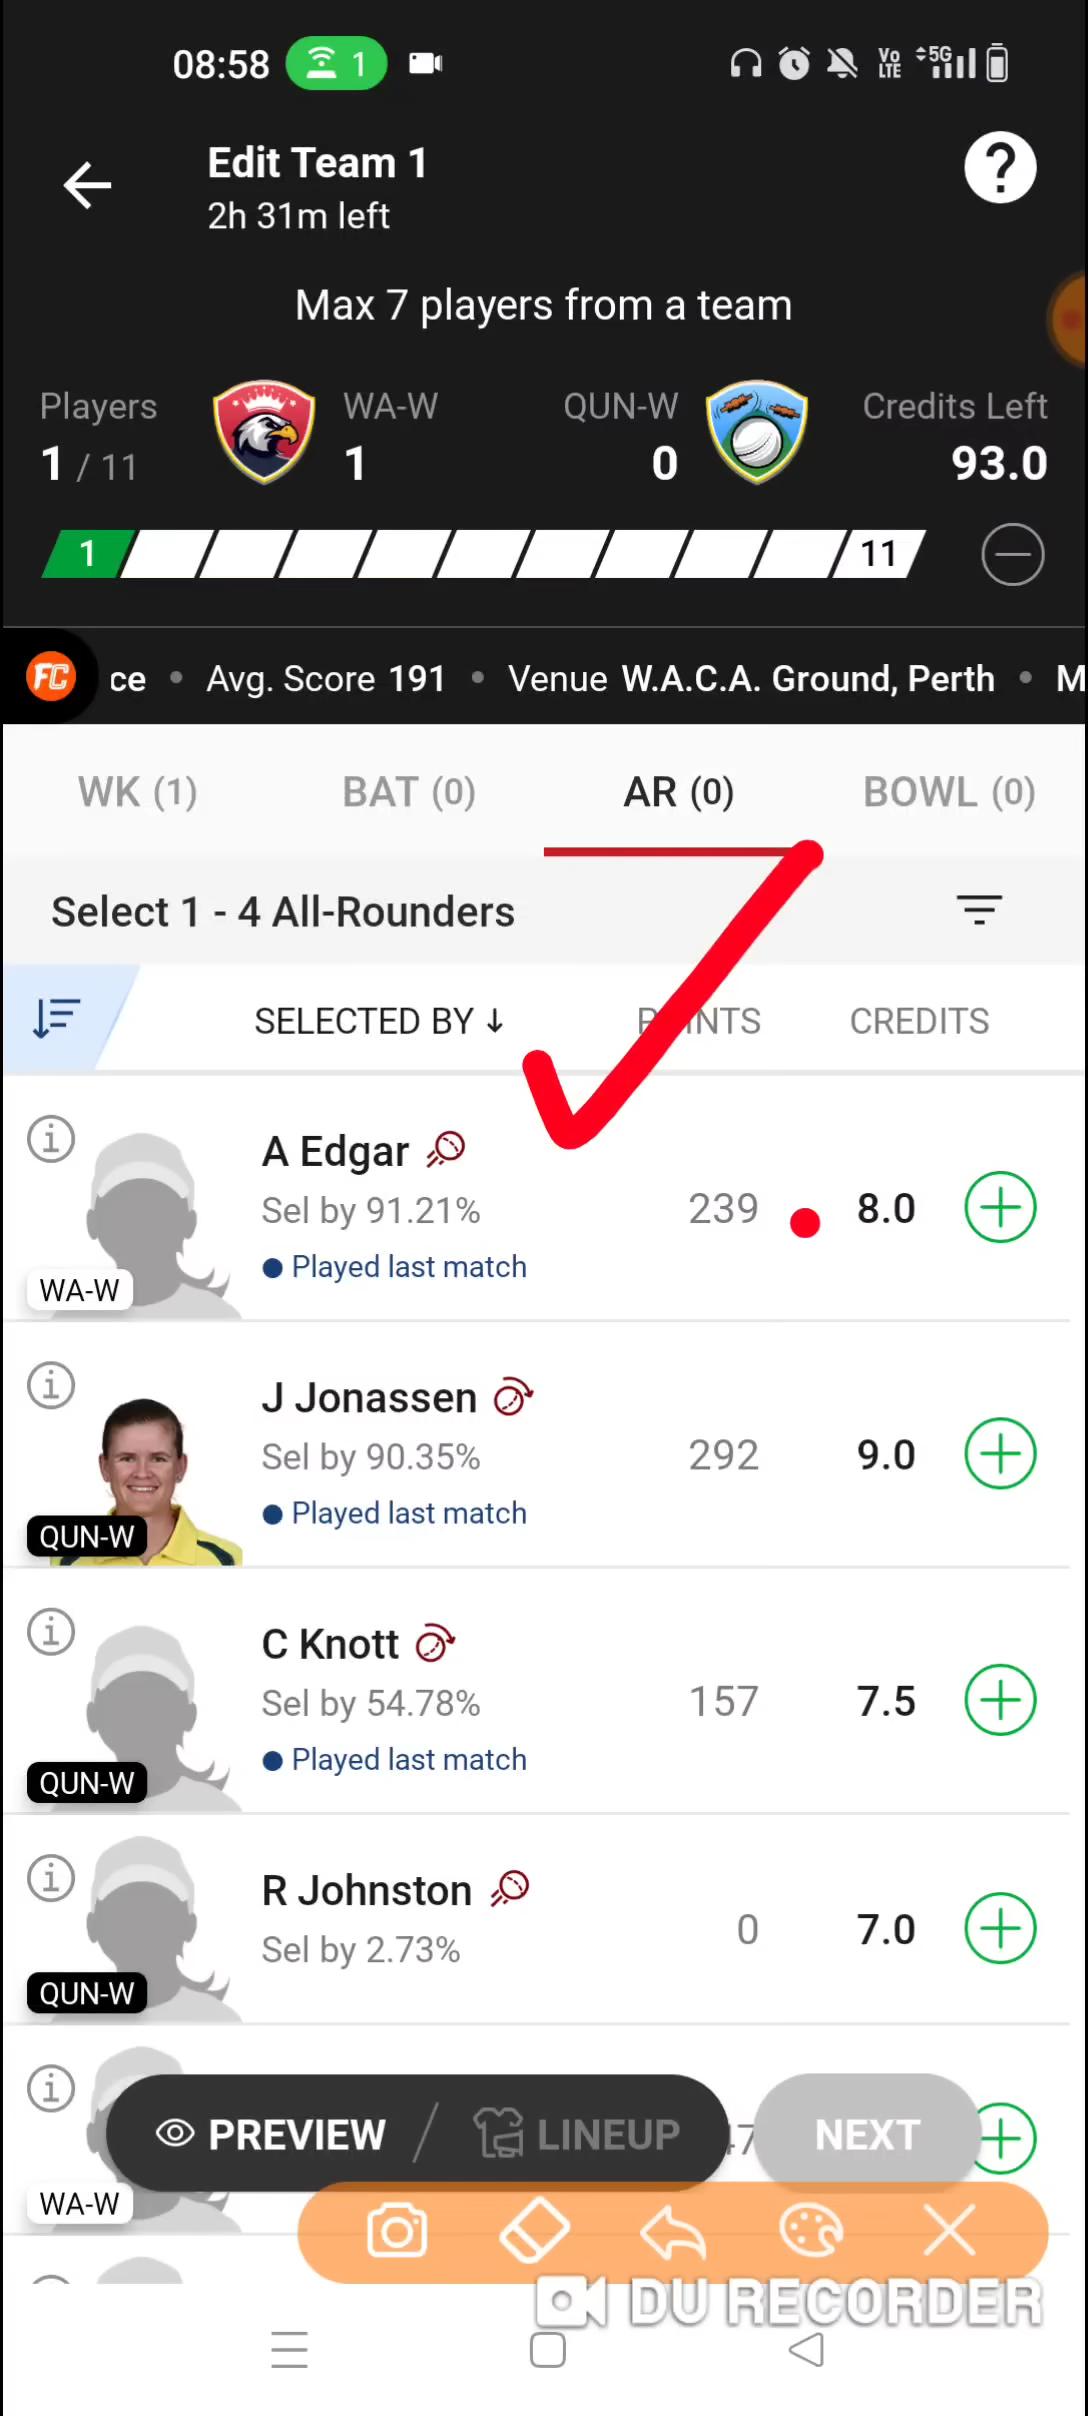 08:58
1
Vo LTE
5G
Edit Team 1
2h 31m left
?
Max 7 players from a team
Players
WA-W
QUN-W
Credits Left
1 / 11
1
0
93.0
1
11
FC
ce • Avg. Score 191 • Venue W.A.C.A. Ground, Perth • M
WK (1)
BAT (0)
AR (0)
BOWL (0)
Select 1 - 4 All-Rounders
SELECTED BY ↓
POINTS
CREDITS
A Edgar
Sel by 91.21%
239
8.0
Played last match
WA-W
J Jonassen
Sel by 90.35%
292
9.0
Played last match
QUN-W
C Knott
Sel by 54.78%
157
7.5
Played last match
QUN-W
R Johnston
Sel by 2.73%
0
7.0
QUN-W
PREVIEW / LINEUP
NEXT
WA-W
DU RECORDER